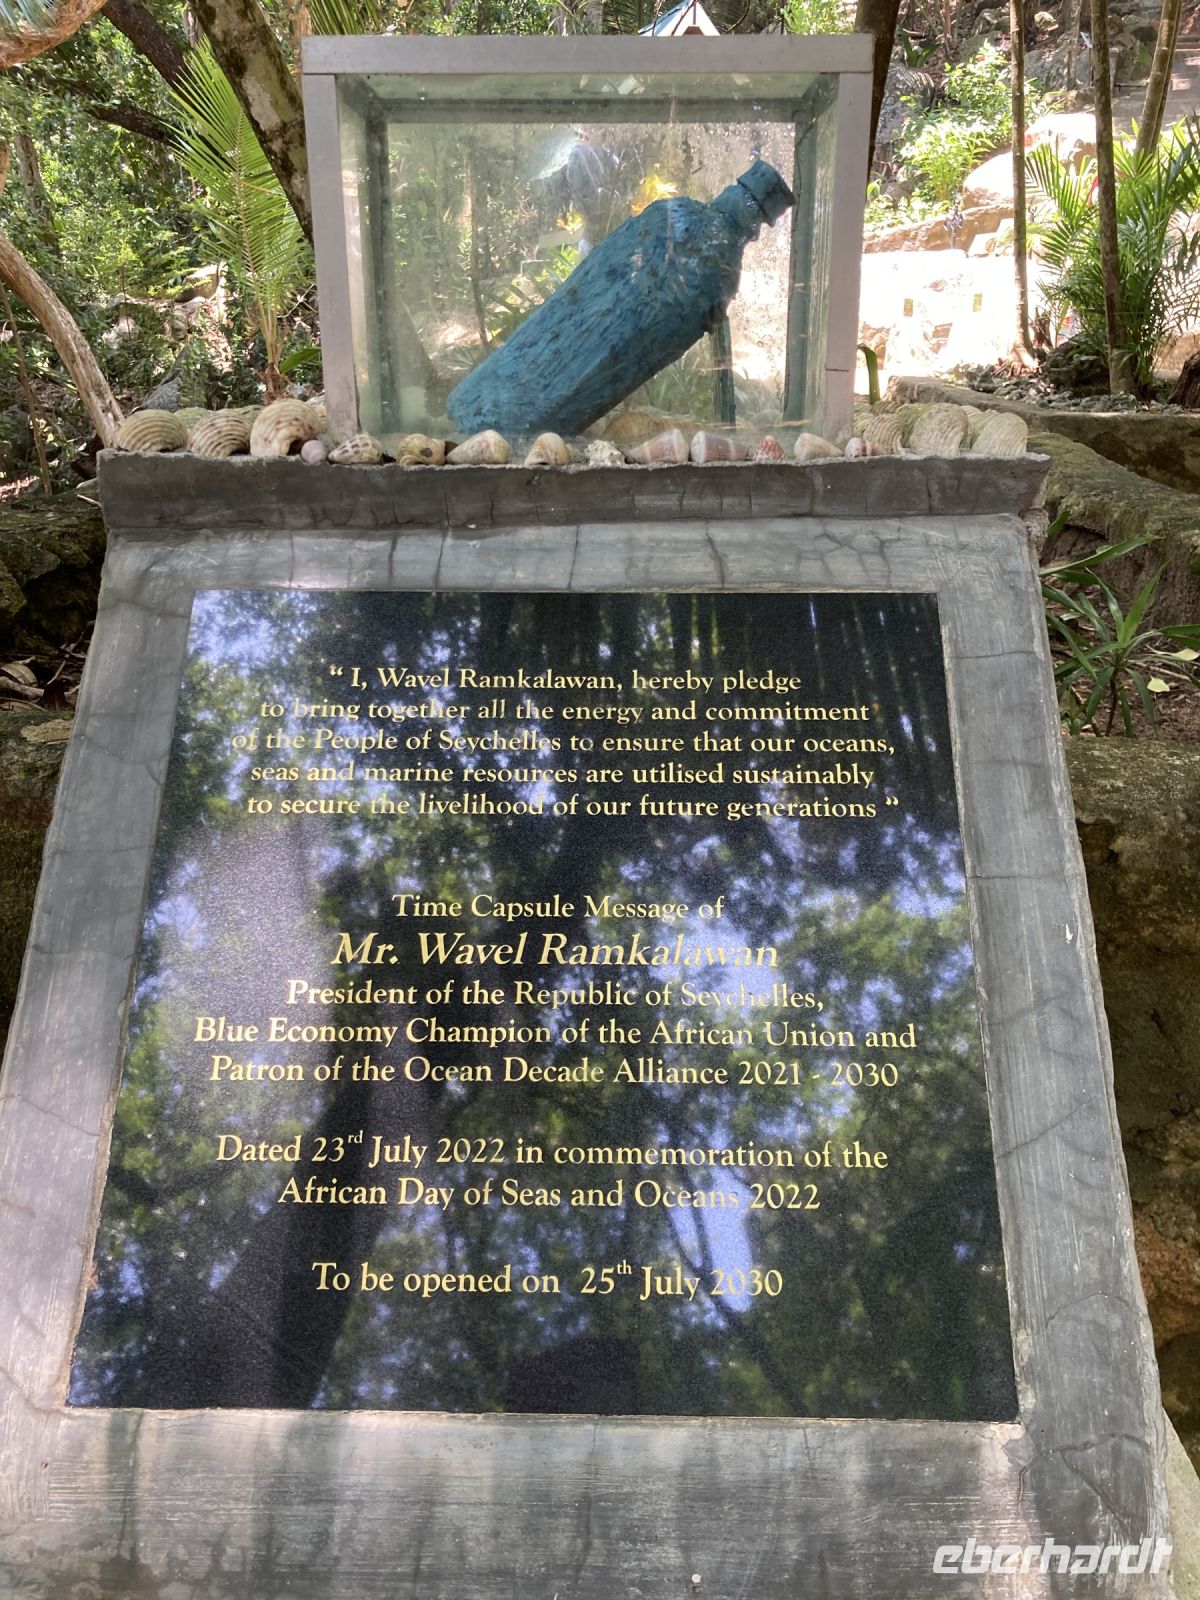 “ I, Wavel Ramkalawan, hereby pledge
to bring together all the energy and commitment
of the People of Seychelles to ensure that our oceans,
seas and marine resources are utilised sustainably
to secure the livelihood of our future generations ”
Time Capsule Message of
Mr. Wavel Ramkalawan
President of the Republic of Seychelles,
Blue Economy Champion of the African Union and
Patron of the Ocean Decade Alliance 2021 - 2030
Dated 23rd July 2022 in commemoration of the
African Day of Seas and Oceans 2022
To be opened on 25th July 2030
eberhardt